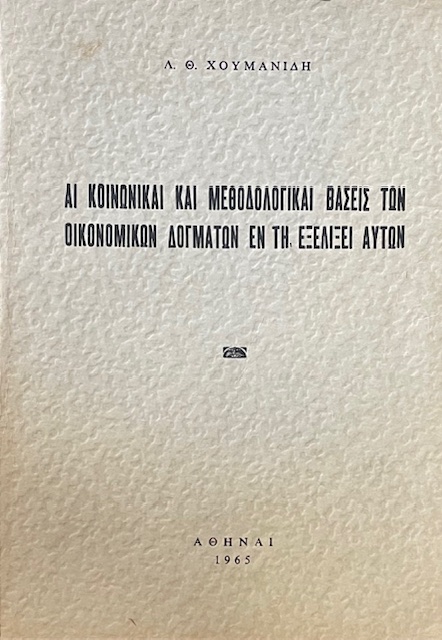 Λ. Θ. ΧΟΥΜΑΝΙΔΗ
ΑΙ ΚΟΙΝΩΝΙΚΑΙ ΚΑΙ ΜΕΘΟΔΟΛΟΓΙΚΑΙ ΒΑΣΕΙΣ ΤΩΝ
ΟΙΚΟΝΟΜΙΚΩΝ ΔΟΓΜΑΤΩΝ ΕΝ ΤΗ, ΕΞΕΛΙΞΕΙ ΑΥΤΩΝ
ΑΘΗΝΑΙ
1965